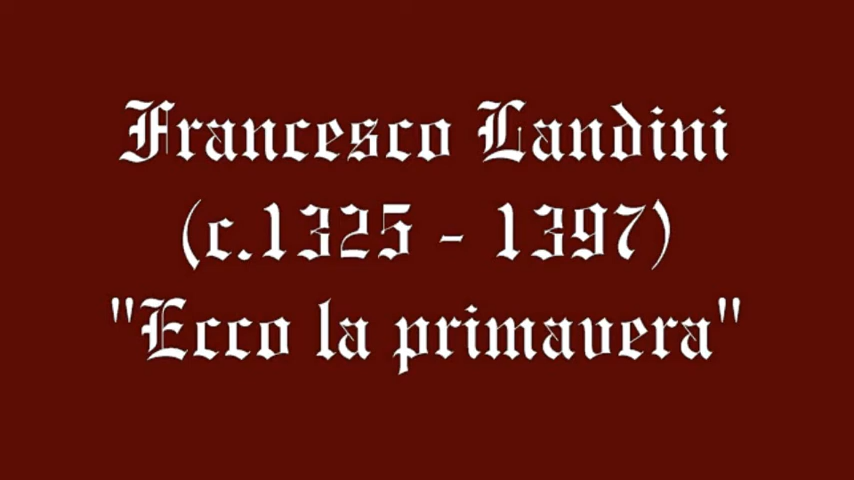 Francesco Landini
(c.1325 - 1397)
"Ecco la primavera"